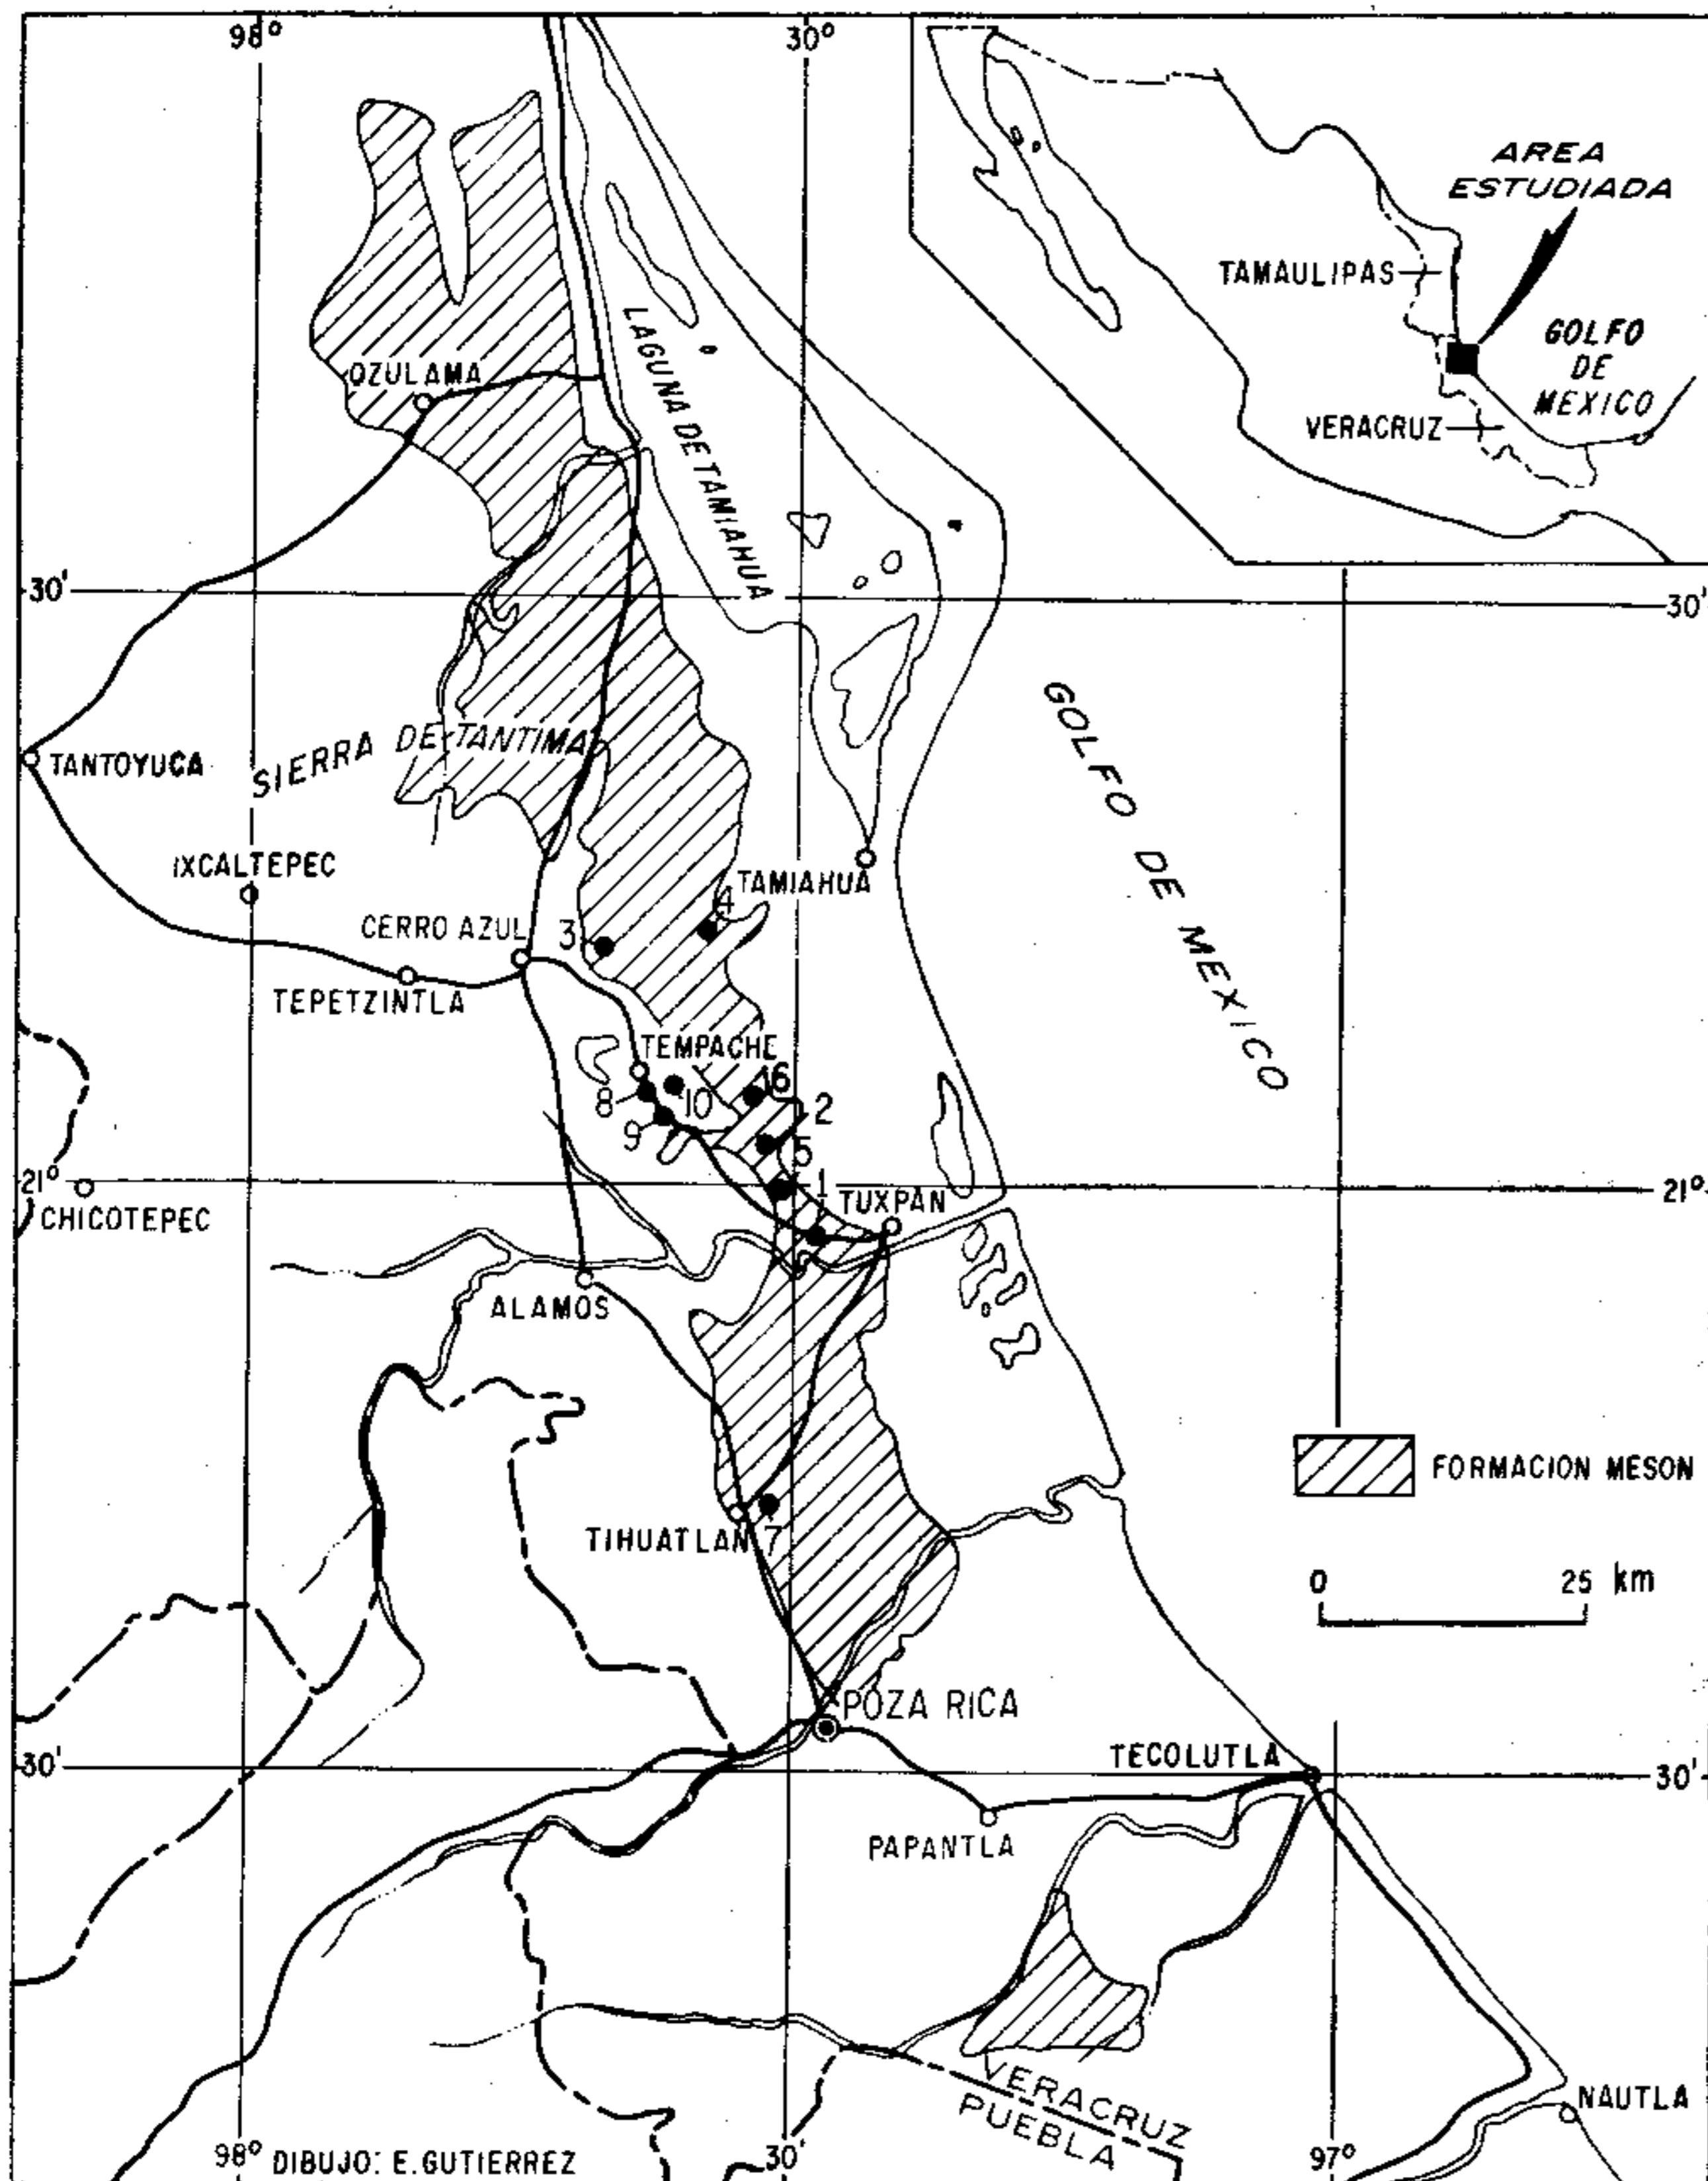 98°
30°
AREA
ESTUDIADA
TAMAULIPAS
GOLFO
DE
MEXICO
VERACRUZ
OZULAMA
LAGUNA DE TAMIAHUA
30'
30'
GOLFO DE MEXICO
SIERRA DE TANTIMA
TANTOYUCA
IXCALTEPEC
TAMIAHUA
4
CERRO AZUL
3
TEPETZINTLA
TEMPACHE
8
10
16
2
9
5
21°
1
21°
TUXPAN
CHICOTEPEC
ALAMOS
FORMACION MESON
TIHUATLAN
7
0
25 km
POZA RICA
TECOLUTLA
30'
30'
PAPANTLA
VERACRUZ
PUEBLA
NAUTLA
98°
DIBUJO: E. GUTIERREZ
30'
97°